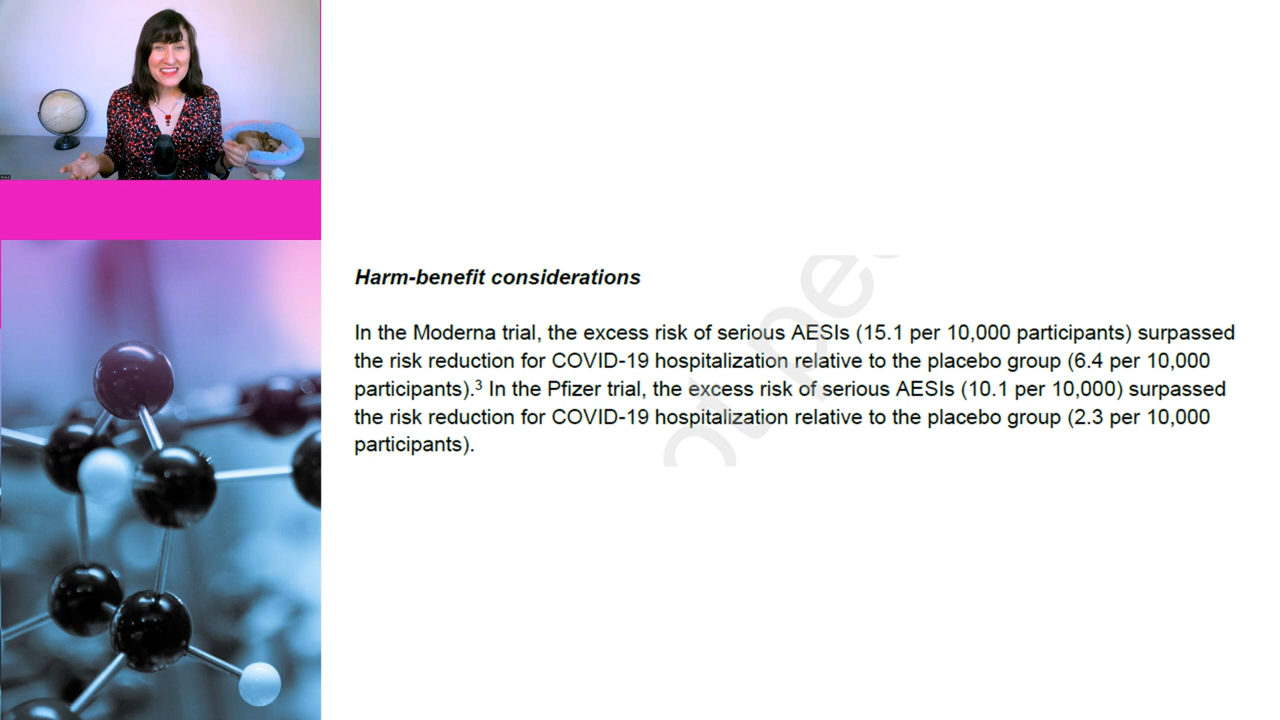 Harm-benefit considerations
In the Moderna trial, the excess risk of serious AESIs (15.1 per 10,000 participants) surpassed
the risk reduction for COVID-19 hospitalization relative to the placebo group (6.4 per 10,000
participants).³ In the Pfizer trial, the excess risk of serious AESIs (10.1 per 10,000) surpassed
the risk reduction for COVID-19 hospitalization relative to the placebo group (2.3 per 10,000
participants).